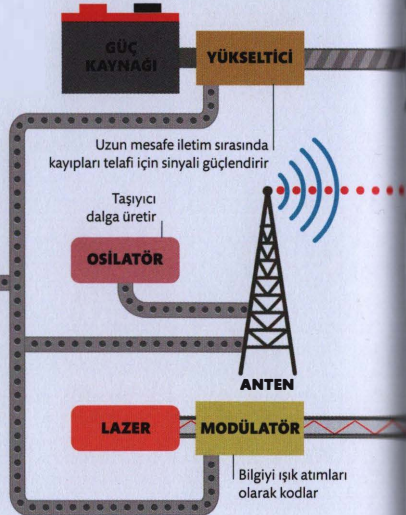 GÜÇ
KAYNAĞI
YÜKSELTİCİ
Uzun mesafe iletim sırasında
kayıpları telafi için sinyali güçlendirir
Taşıyıcı
dalga üretir
OSİLATÖR
ANTEN
LAZER
MODÜLATÖR
Bilgiyi ışık atımları
olarak kodlar